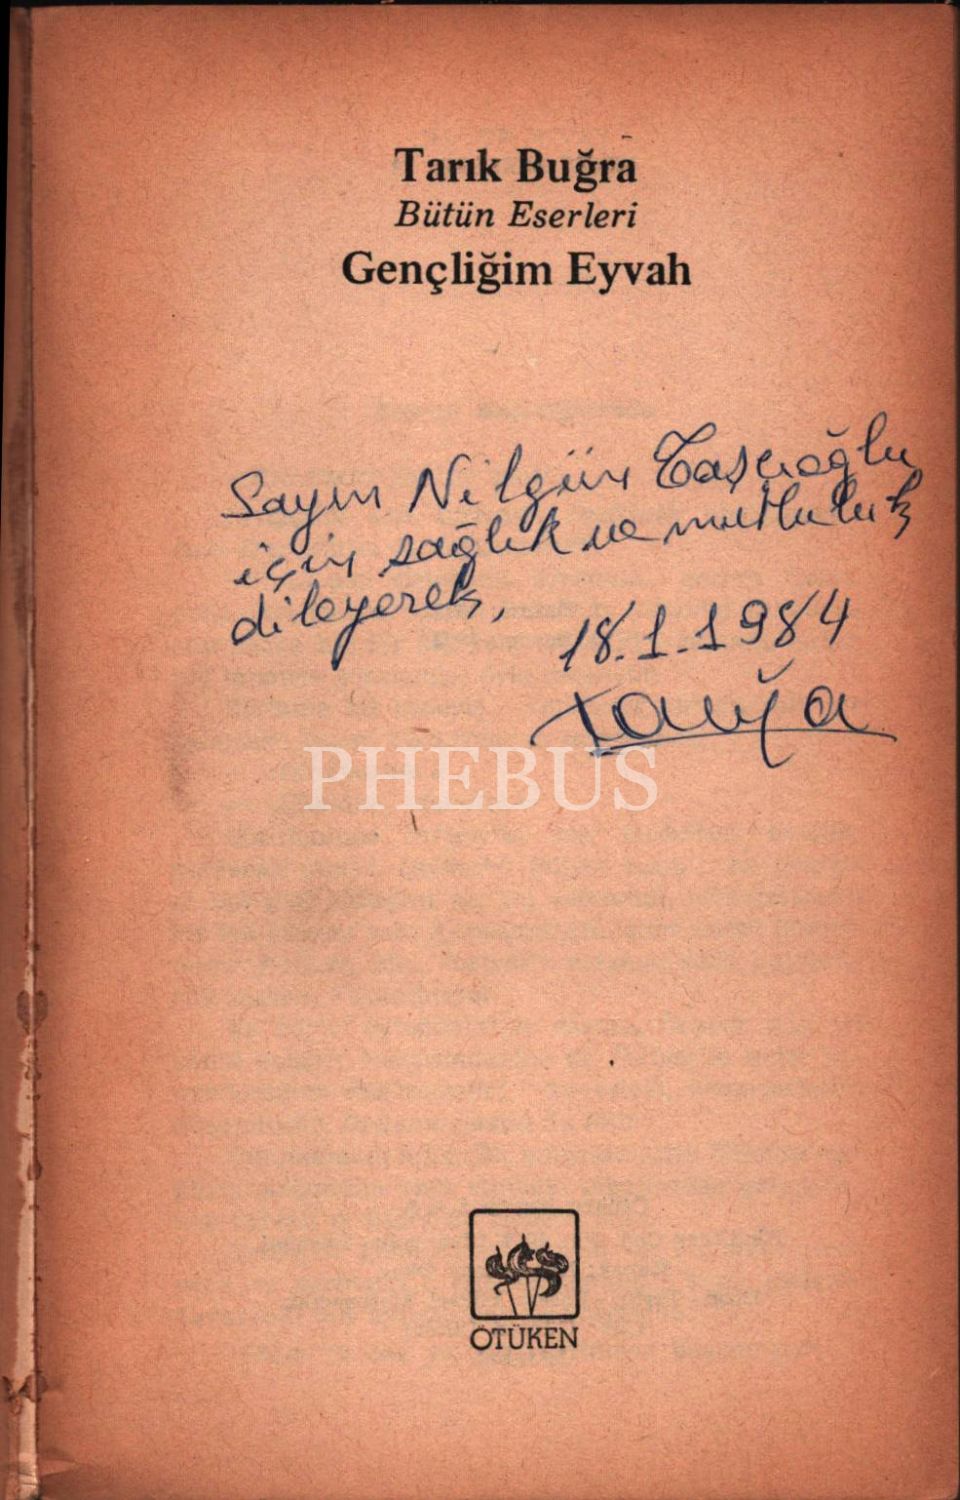 Tarık Buğra
Bütün Eserleri
Gençliğim Eyvah
Sayın Nilgün Taşçıoğlu
için sağlık ve mutluluk
dileyerek,
18.1.1984
PHEBUS
ÖTÜKEN